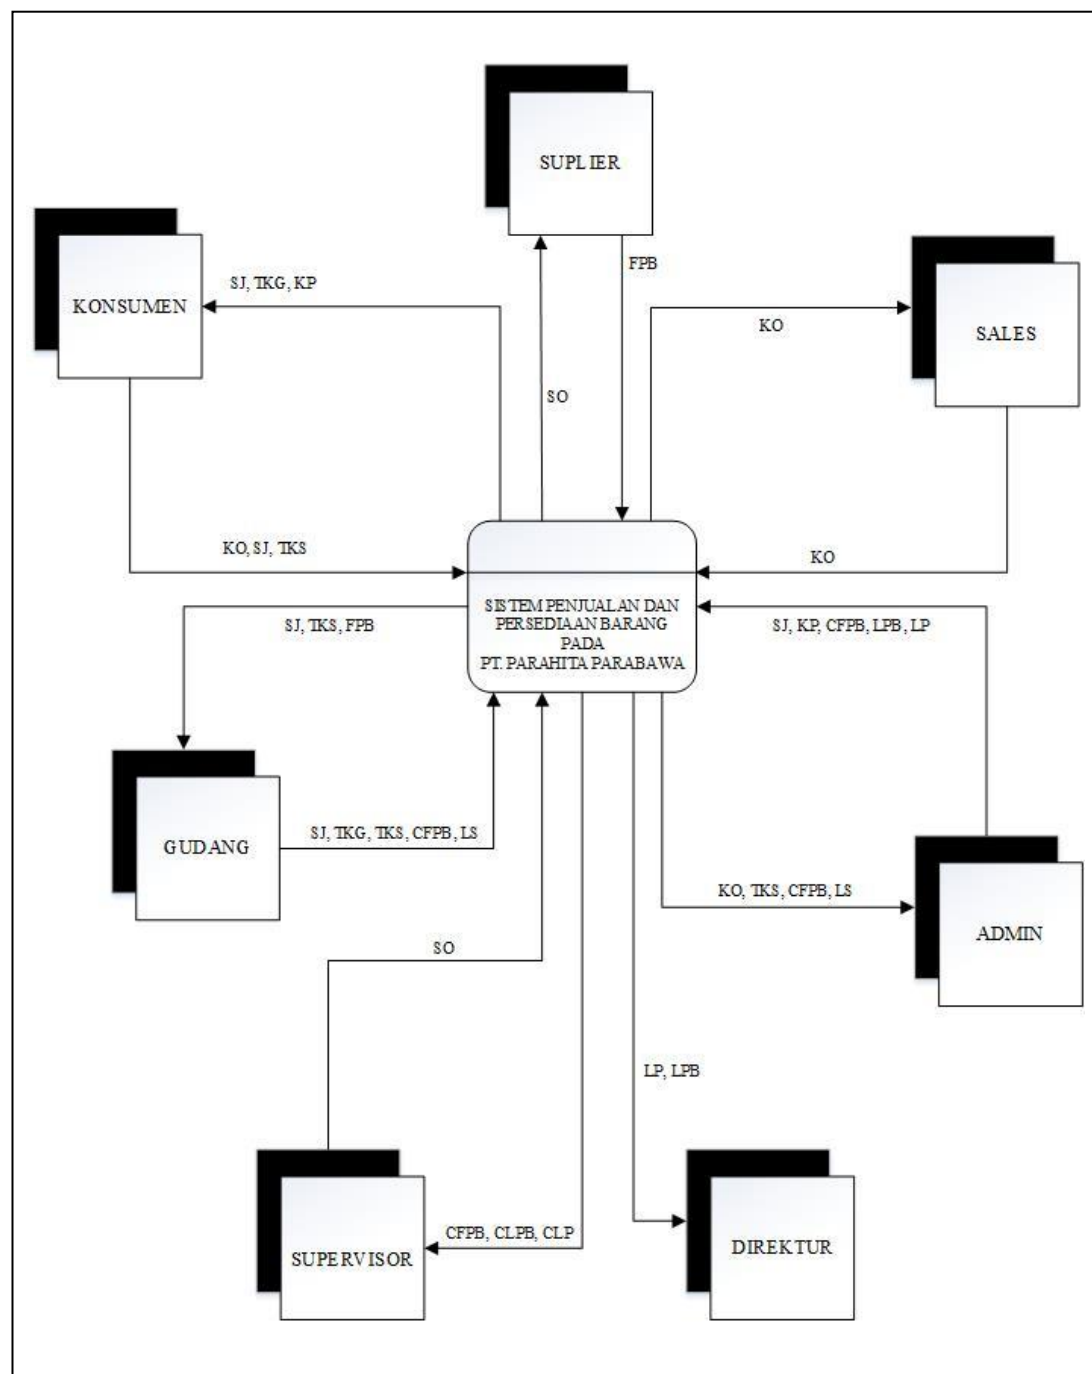 SUPLIER
FPB
SJ, TKG, KP
KONSUMEN
KO
SALES
SO
KO, SJ, TKS
KO
SISTEM PENJUALAN DAN
PERSEDIAAN BARANG
PADA
PT. PARAHITA PARABAWA
SJ, TKS, FPB
SJ, KP, CFPB, LPB, LP
GUDANG
SJ, TKG, TKS, CFPB, LS
KO, TKS, CFPB, LS
ADMIN
SO
LP, LPB
CFPB, CLPB, CLP
SUPERVISOR
DIREKTUR